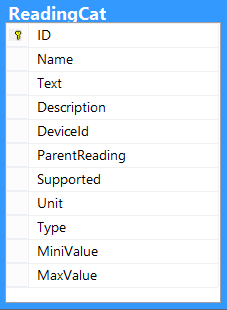 ReadingCat
ID
Name
Text
Description
DeviceId
ParentReading
Supported
Unit
Type
MiniValue
MaxValue